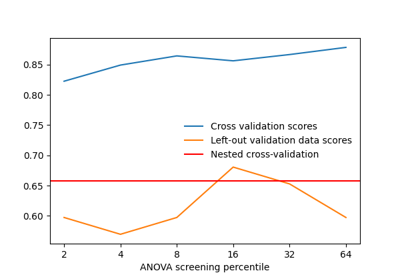 0.85
0.80
0.75
0.70
0.65
0.60
Cross validation scores
Left-out validation data scores
Nested cross-validation
2 4 8 16 32 64
ANOVA screening percentile